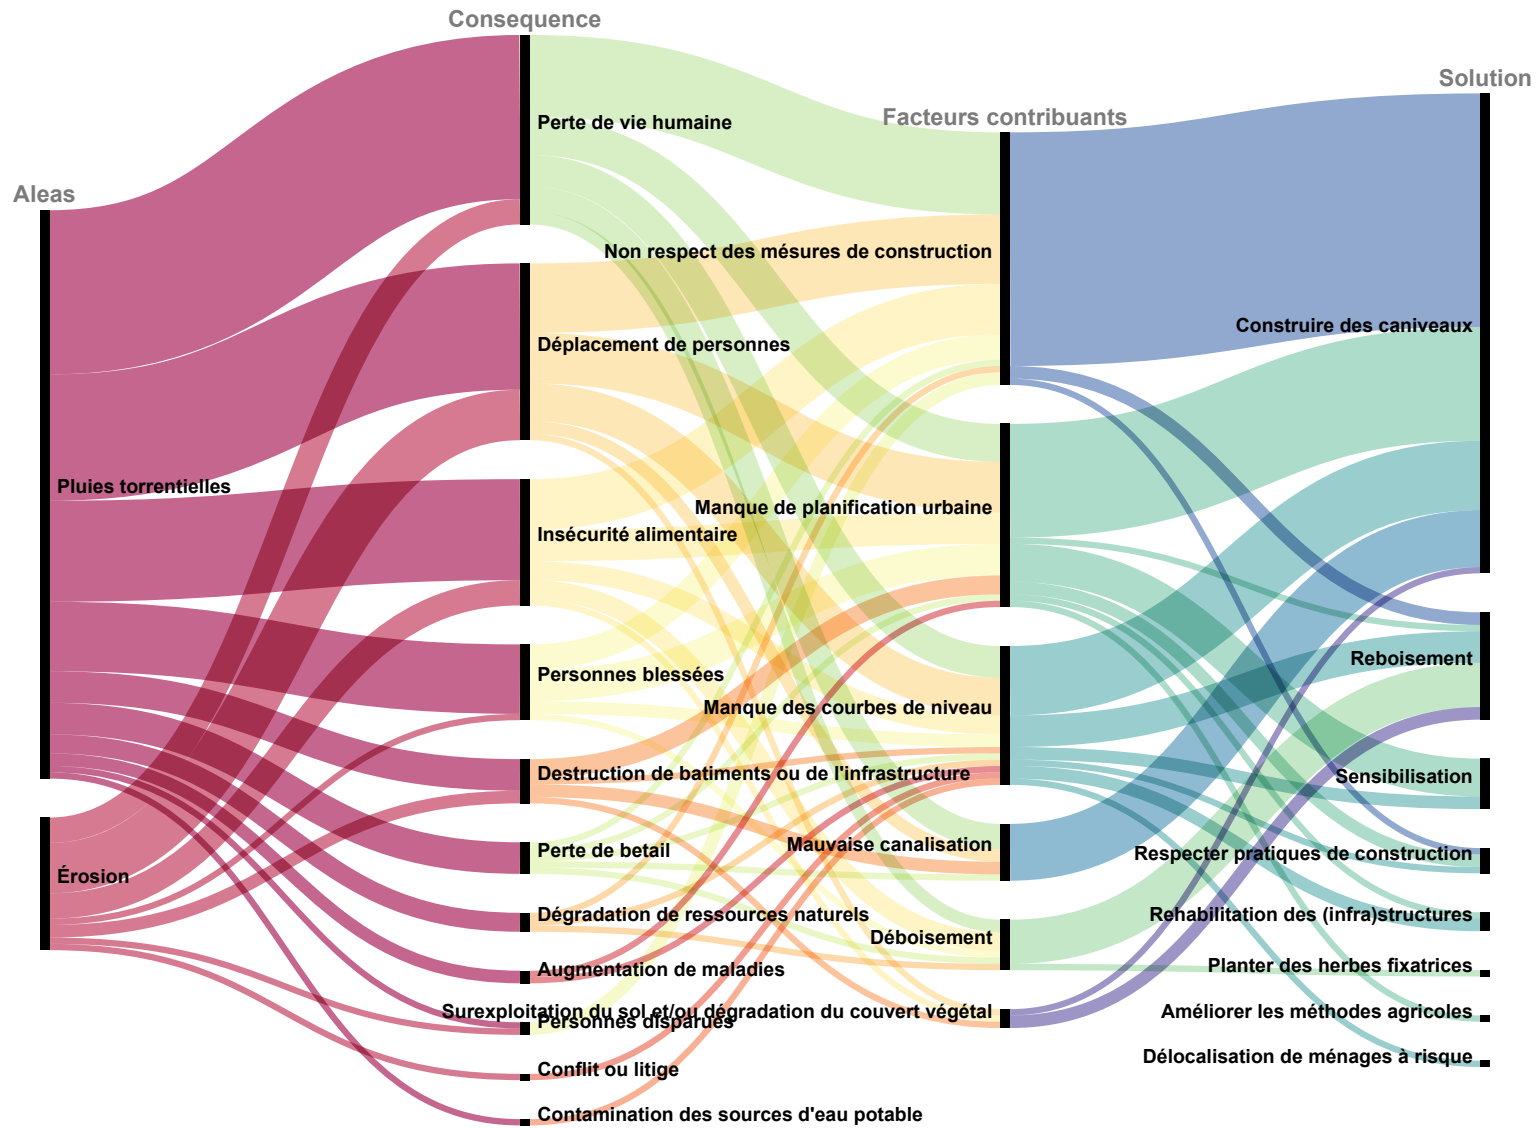 Aleas
Pluies torrentielles
Érosion
Consequence
Perte de vie humaine
Déplacement de personnes
Insécurité alimentaire
Personnes blessées
Destruction de batiments ou de l'infrastructure
Perte de betail
Dégradation de ressources naturels
Augmentation de maladies
Personnes disparues
Conflit ou litige
Contamination des sources d'eau potable
Facteurs contribuants
Non respect des mésures de construction
Manque de planification urbaine
Manque des courbes de niveau
Mauvaise canalisation
Déboisement
Surexploitation du sol et/ou dégradation du couvert végétal
Solution
Construire des caniveaux
Reboisement
Sensibilisation
Respecter pratiques de construction
Rehabilitation des (infra)structures
Planter des herbes fixatrices
Améliorer les méthodes agricoles
Délocalisation de ménages à risque